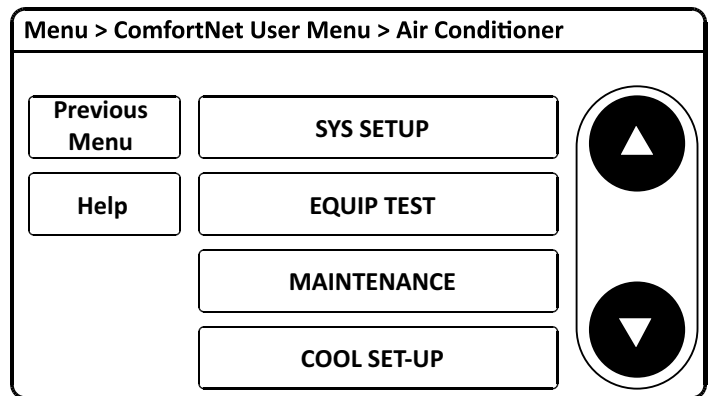 Menu > ComfortNet User Menu > Air Conditioner
Previous
Menu
SYS SETUP
Help
EQUIP TEST
MAINTENANCE
COOL SET-UP